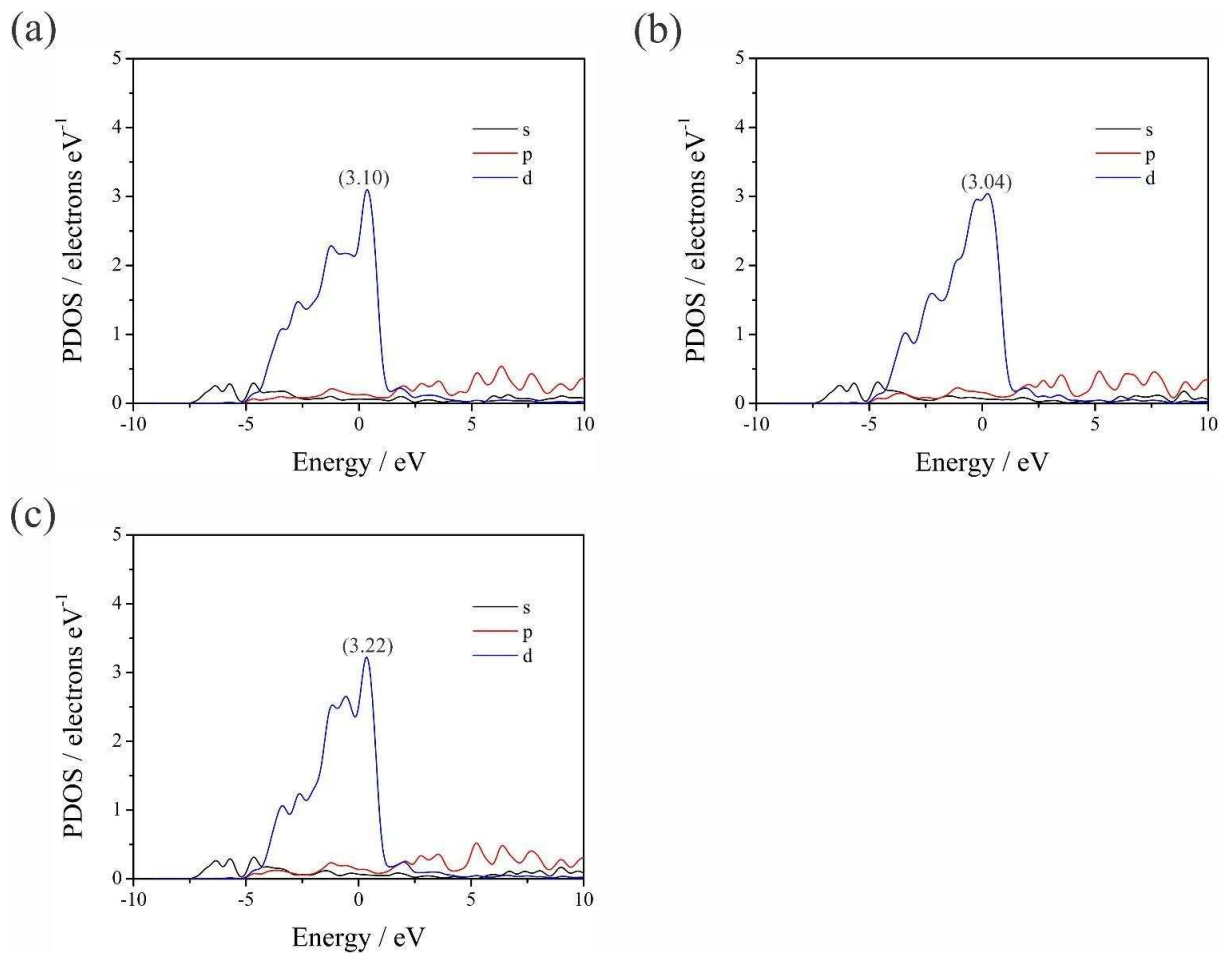 (a)
PDOS / electrons eV⁻¹
5
4
3
2
1
0
(3.10)
s
p
d
-10
-5
0
5
10
Energy / eV
(b)
PDOS / electrons eV⁻¹
5
4
3
2
1
0
(3.04)
s
p
d
-10
-5
0
5
10
Energy / eV
(c)
PDOS / electrons eV⁻¹
5
4
3
2
1
0
(3.22)
s
p
d
-10
-5
0
5
10
Energy / eV